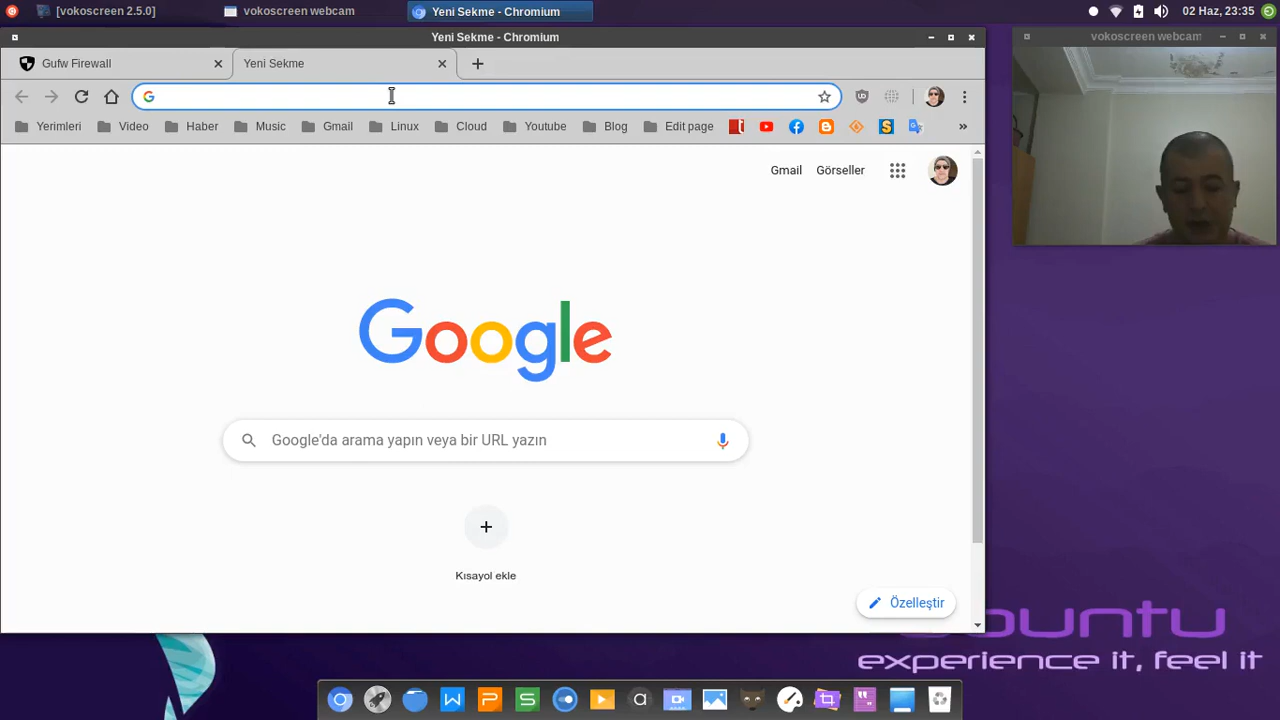 [vokoscreen 2.5.0]
vokoscreen webcam
Yeni Sekme - Chromium
02 Haz, 23:35
Yeni Sekme - Chromium
vokoscreen webcam
Gufw Firewall
Yeni Sekme
Yerimleri
Video
Haber
Music
Gmail
Linux
Cloud
Youtube
Blog
Edit page
»
Gmail
Görseller
Google
Google'da arama yapın veya bir URL yazın
Kısayol ekle
Özelleştir
experience it, feel it